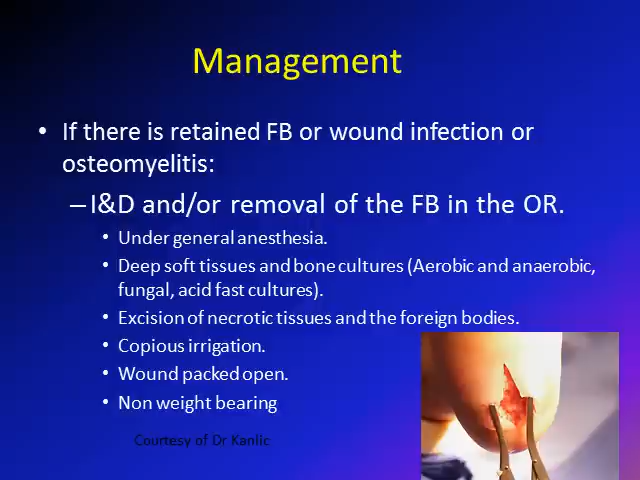 Management
• If there is retained FB or wound infection or
osteomyelitis:
– I&D and/or removal of the FB in the OR.
• Under general anesthesia.
• Deep soft tissues and bone cultures (Aerobic and anaerobic,
fungal, acid fast cultures).
• Excision of necrotic tissues and the foreign bodies.
• Copious irrigation.
• Wound packed open.
• Non weight bearing
Courtesy of Dr Kanlic